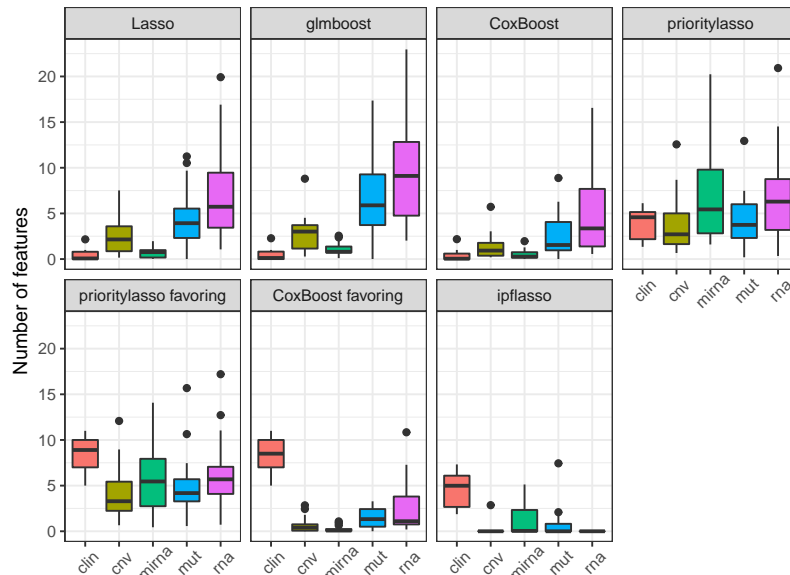 Lasso glmboost CoxBoost prioritylasso
20
15
10
5
0
clin cnv mirna mut rna
prioritylasso favoring CoxBoost favoring ipflasso
20
15
10
5
0
clin cnv mirna mut rna clin cnv mirna mut rna clin cnv mirna mut rna
Number of features